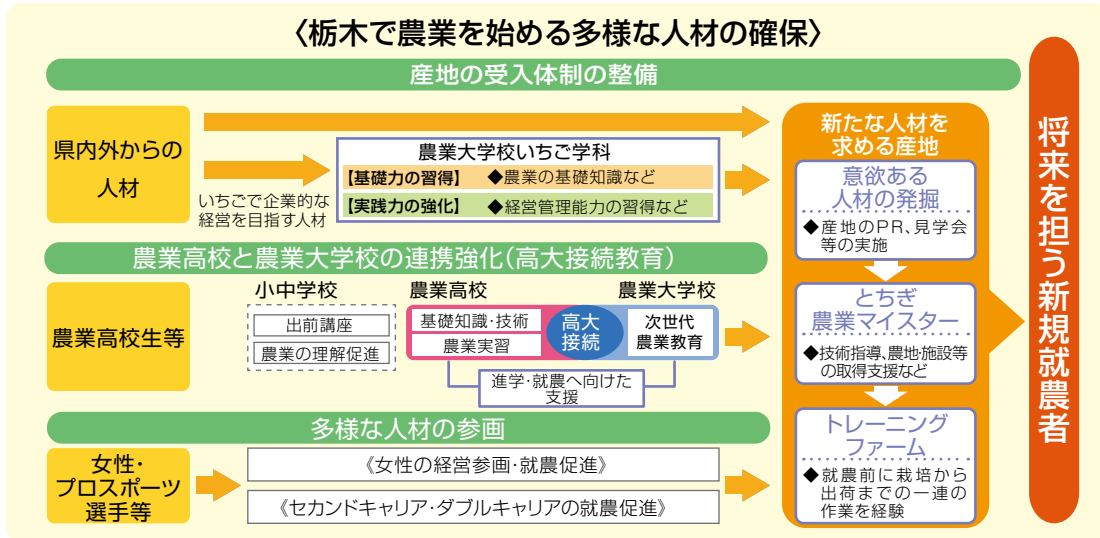 〈栃木で農業を始める多様な人材の確保〉
産地の受入体制の整備
県内外からの
人材
いちごで企業的な
経営を目指す人材
農業大学校いちご学科
【基礎力の習得】 ◆農業の基礎知識など
【実践力の強化】 ◆経営管理能力の習得など
農業高校と農業大学校の連携強化(高大接続教育)
農業高校生等
小中学校
出前講座
農業の理解促進
農業高校
農業大学校
基礎知識・技術
農業実習
高大
接続
次世代
農業教育
進学・就農へ向けた
支援
多様な人材の参画
女性・
プロスポーツ
選手等
《女性の経営参画・就農促進》
《セカンドキャリア・ダブルキャリアの就農促進》
新たな人材を
求める産地
意欲ある
人材の発掘
◆産地のPR、見学会
等の実施
とちぎ
農業マイスター
◆技術指導、農地・施設等
の取得支援など
トレーニング
ファーム
◆就農前に栽培から
出荷までの一連の
作業を経験
将来を担う新規就農者